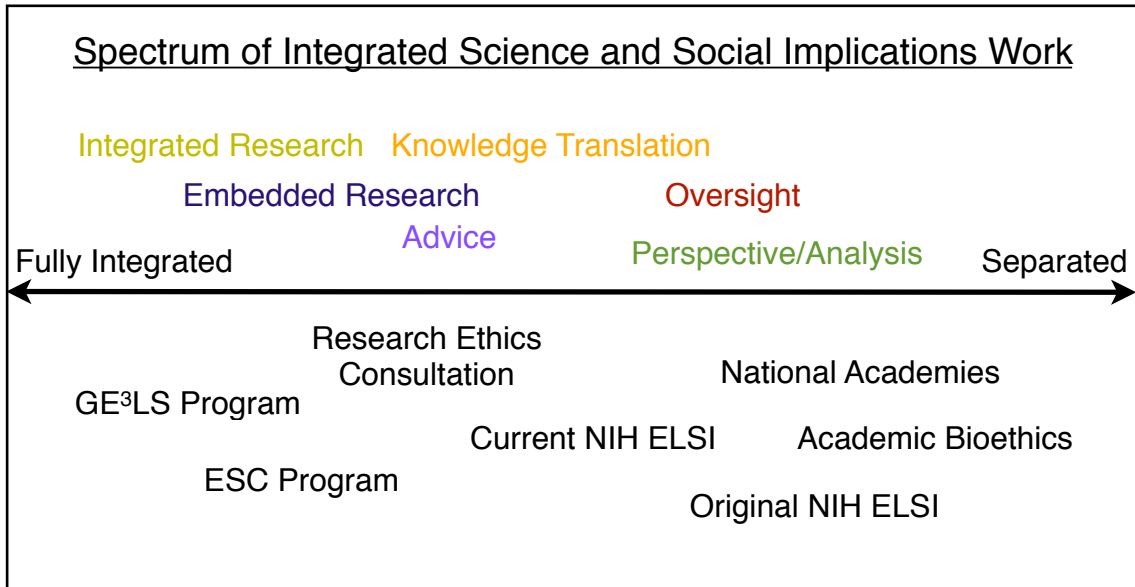 Spectrum of Integrated Science and Social Implications Work
Integrated Research
Knowledge Translation
Embedded Research
Oversight
Advice
Perspective/Analysis
Fully Integrated
Separated
Research Ethics
Consultation
National Academies
GE³LS Program
Current NIH ELSI
Academic Bioethics
ESC Program
Original NIH ELSI